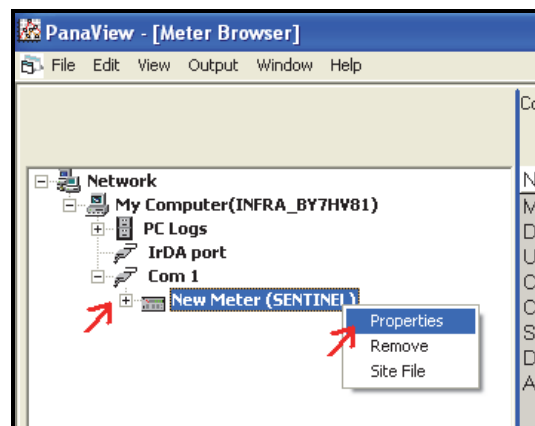 PanaView - [Meter Browser]
File Edit View Output Window Help
Network
My Computer(INFRA_BY7HV81)
PC Logs
IrDA port
Com 1
New Meter (SENTINEL)
Properties
Remove
Site File